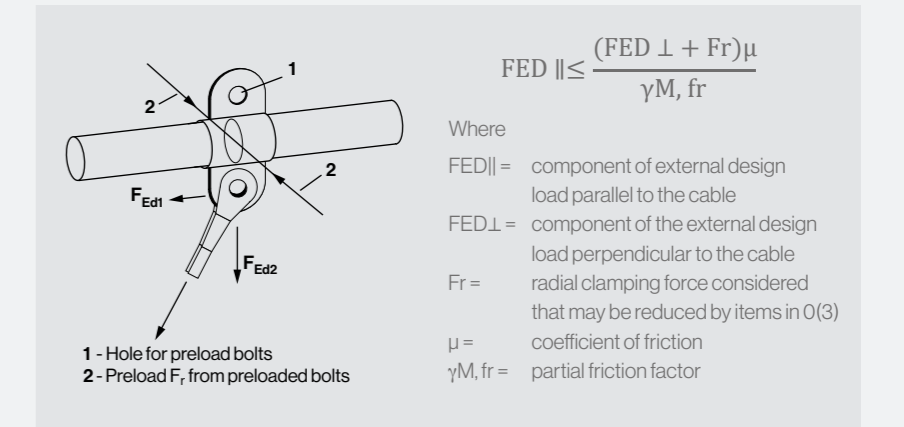 1
2
2
F_Ed1
F_Ed2
1 - Hole for preload bolts
2 - Preload F_r from preloaded bolts
FED ∥≤ (FED ⊥ + Fr)μ / γM, fr
Where
FED∥ = component of external design
load parallel to the cable
FED⊥ = component of the external design
load perpendicular to the cable
Fr = radial clamping force considered
that may be reduced by items in 0(3)
μ = coefficient of friction
γM, fr = partial friction factor